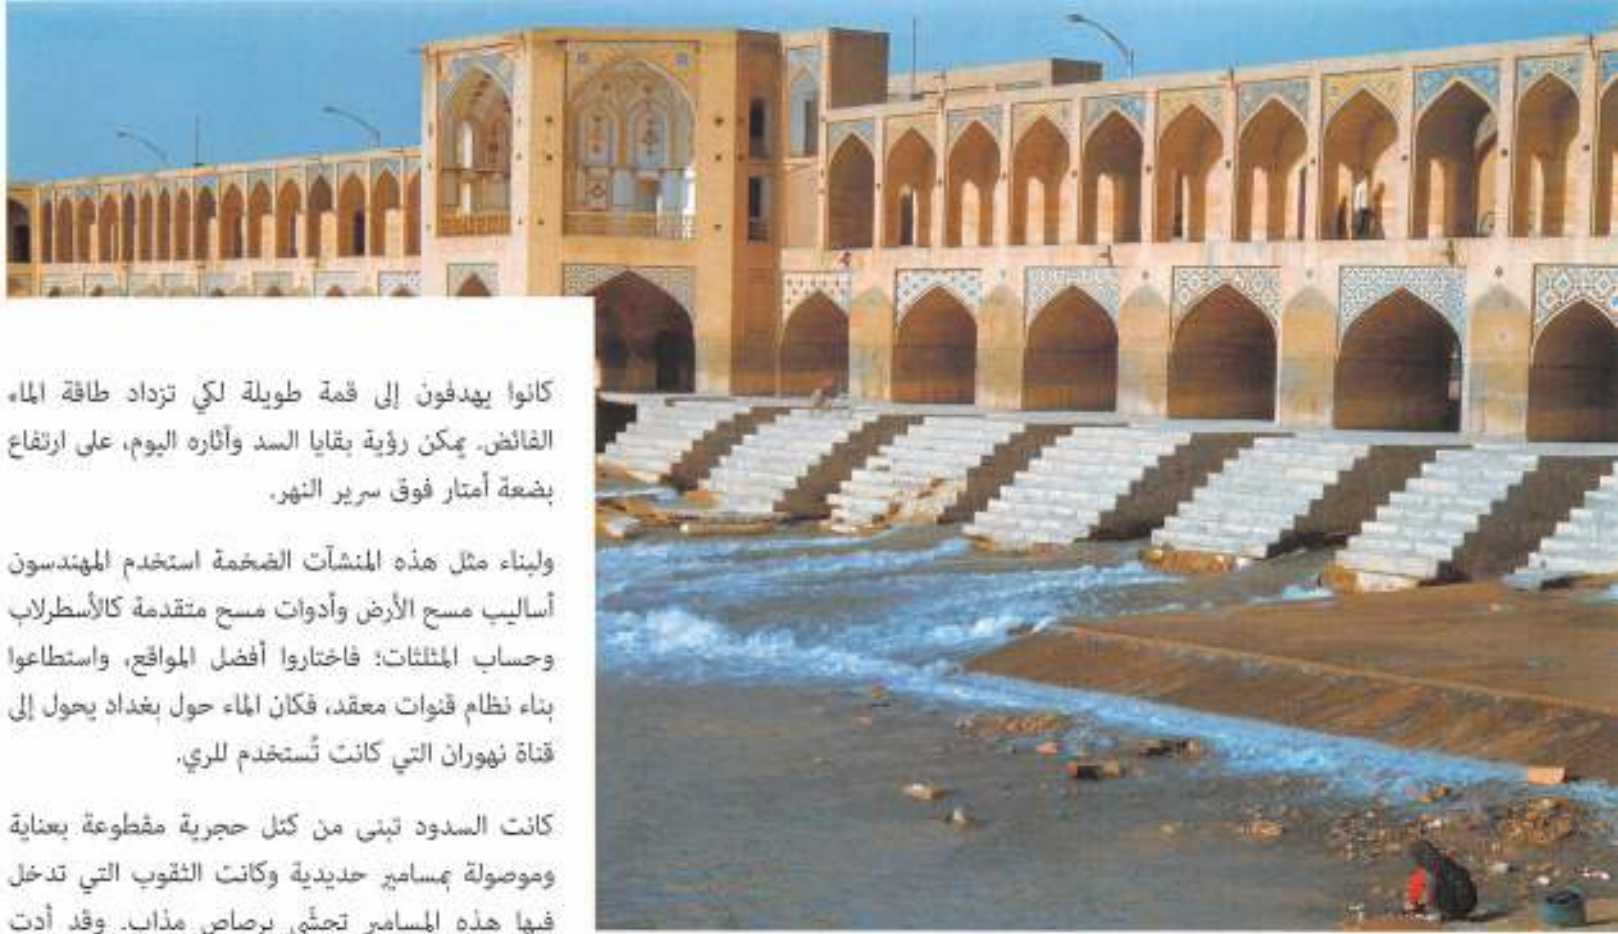 كانوا يهدفون إلى قمة طويلة لكي تزداد طاقة الماء
الفائض. يمكن رؤية بقايا السد وآثاره اليوم، على ارتفاع
بضعة أمتار فوق سرير النهر.
ولبناء مثل هذه المنشآت الضخمة استخدم المهندسون
أساليب مسح الأرض وأدوات مسح متقدمة كالأسطرلاب
وحساب المثلثات؛ فاختاروا أفضل المواقع، واستطاعوا
بناء نظام قنوات معقد، فكان الماء حول بغداد يحول إلى
قناة نهوران التي كانت تُستخدم للري.
كانت السدود تبنى من كتل حجرية مقطوعة بعناية
وموصولة بمسامير حديدية وكانت الثقوب التي تدخل
فيها هذه المسامير تحشَّى برصاص مذاب. وقد أدت